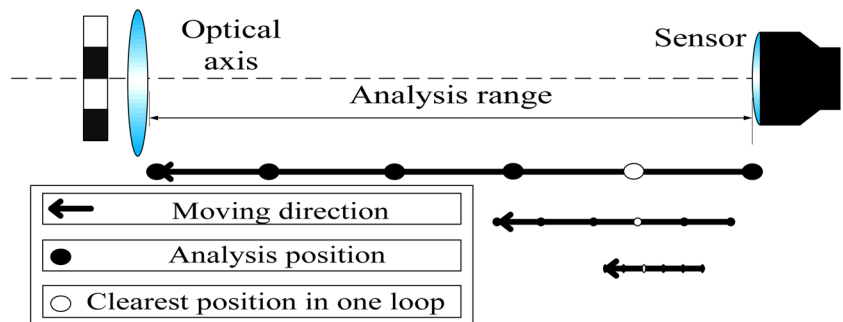 Optical
axis
Sensor
Analysis range
Moving direction
Analysis position
Clearest position in one loop